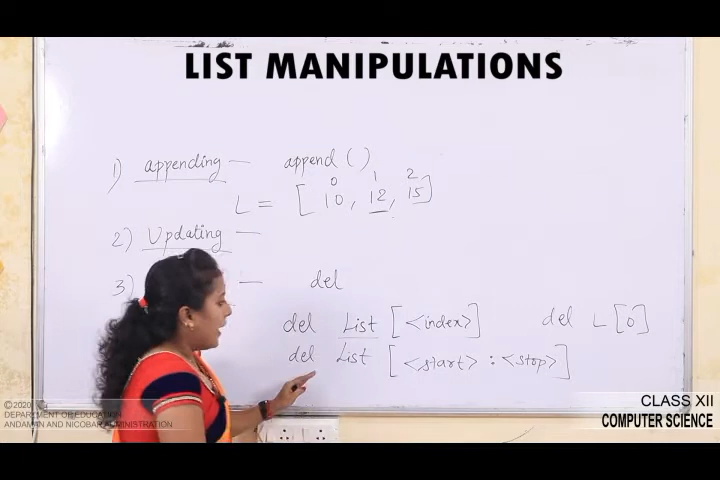 LIST MANIPULATIONS
1) appending — append ( )
0 1 2
L = [ 10, 12, 15 ]
2) Updating —
3) — del
del List [<index>] del L [0]
del List [<start> : <stop>]
©2020
DEPARTMENT OF EDUCATION
ANDAMAN AND NICOBAR ADMINISTRATION
CLASS XII
COMPUTER SCIENCE